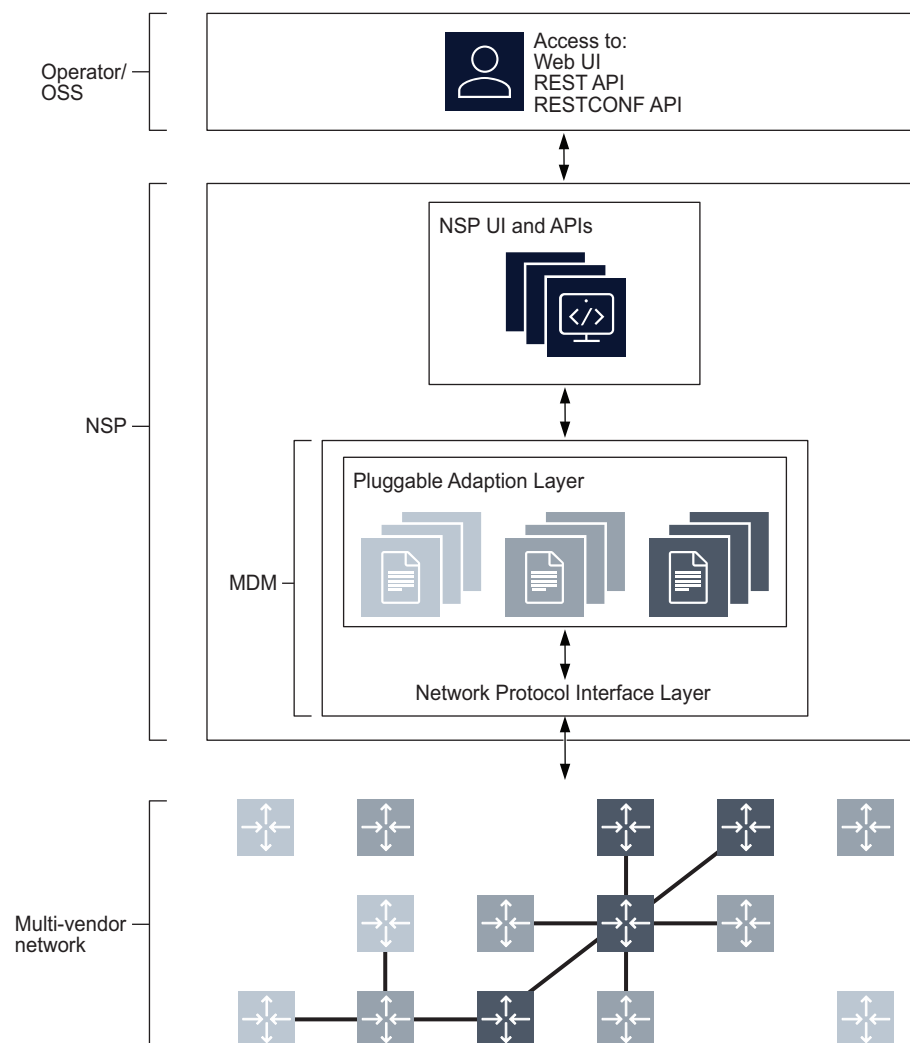 Operator/
OSS
Access to:
Web UI
REST API
RESTCONF API
NSP
NSP UI and APIs
</>
MDM
Pluggable Adaption Layer
Network Protocol Interface Layer
Multi-vendor
network